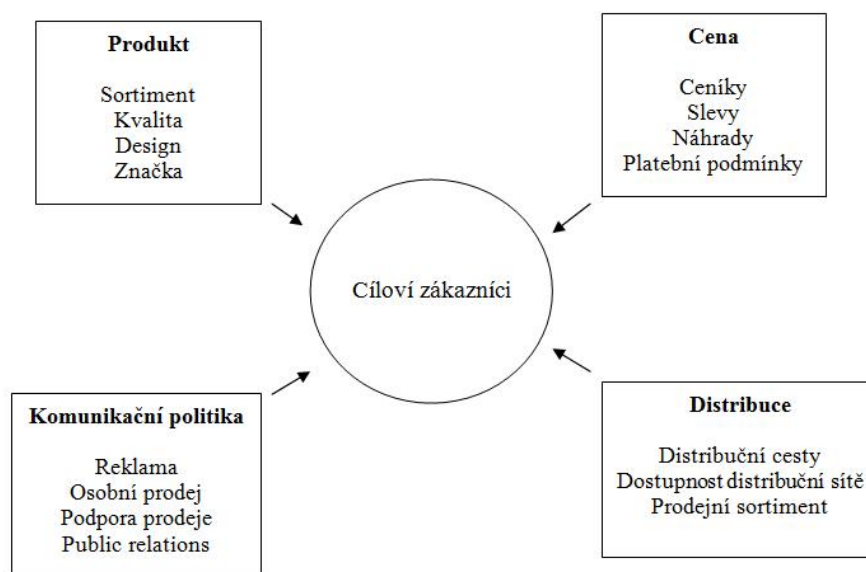 Produkt
Sortiment
Kvalita
Design
Značka
Cena
Ceníky
Slevy
Náhrady
Platební podmínky
Cíloví zákazníci
Komunikační politika
Reklama
Osobní prodej
Podpora prodeje
Public relations
Distribuce
Distribuční cesty
Dostupnost distribuční sítě
Prodejní sortiment